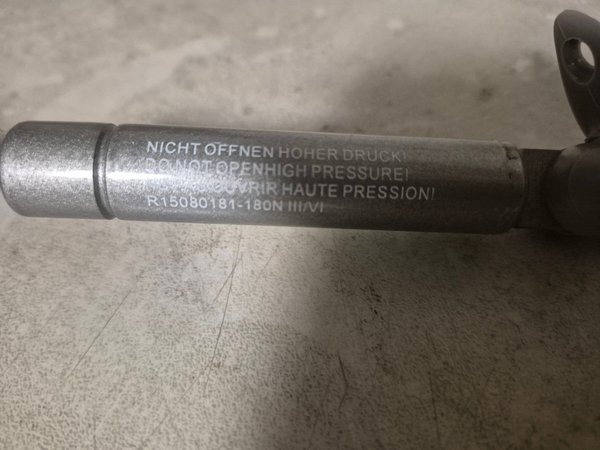 NICHT OFFNEN HOHER DRUCK!
DO NOT OPENHIGH PRESSURE!
OUVRIR HAUTE PRESSION!
R15080181-180N III/VI